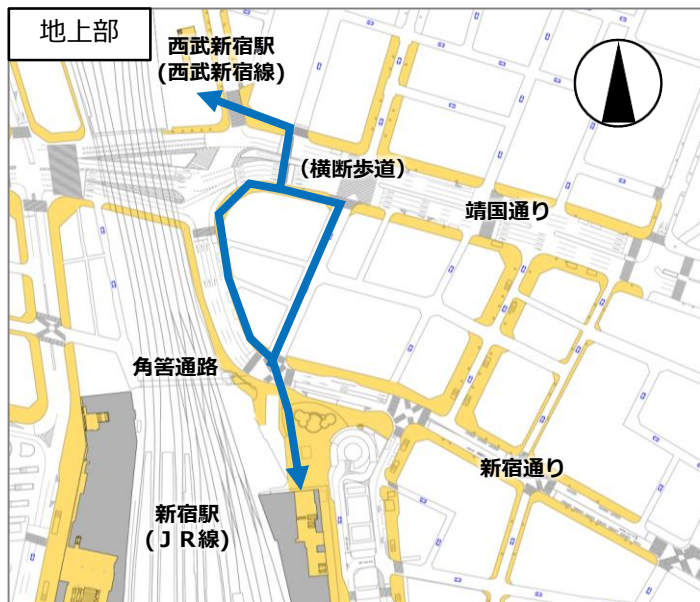 地上部
西武新宿駅
(西武新宿線)
(横断歩道)
靖国通り
角筈通路
新宿通り
新宿駅
(ＪＲ線)